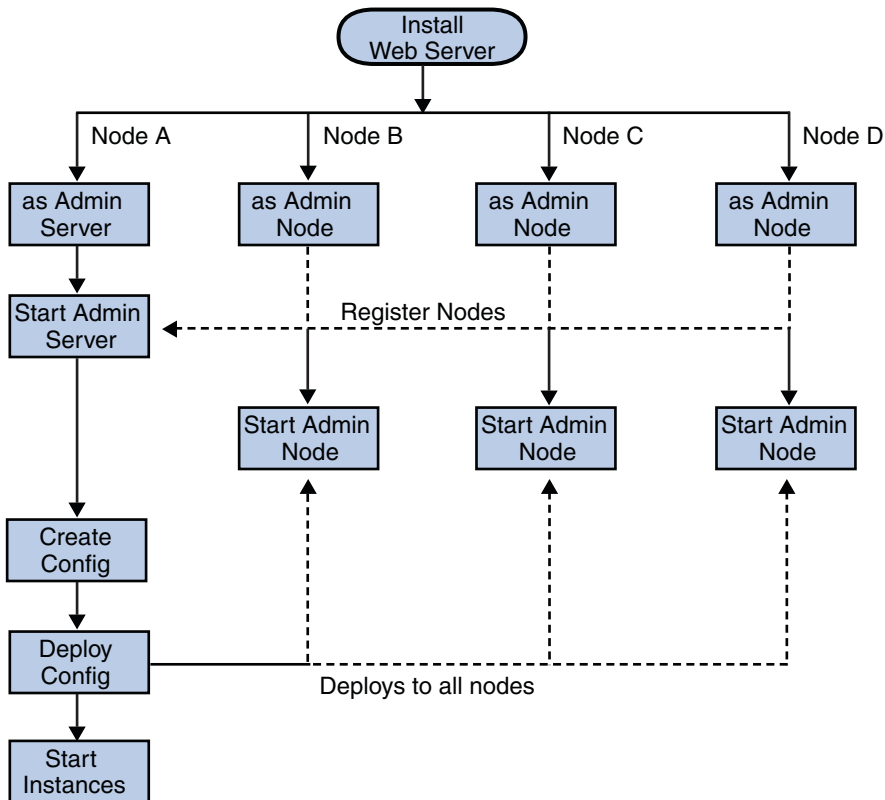 Install
Web Server
Node A
Node B
Node C
Node D
as Admin
Server
as Admin
Node
as Admin
Node
as Admin
Node
Start Admin
Server
Register Nodes
Start Admin
Node
Start Admin
Node
Start Admin
Node
Create
Config
Deploy
Config
Deploys to all nodes
Start
Instances